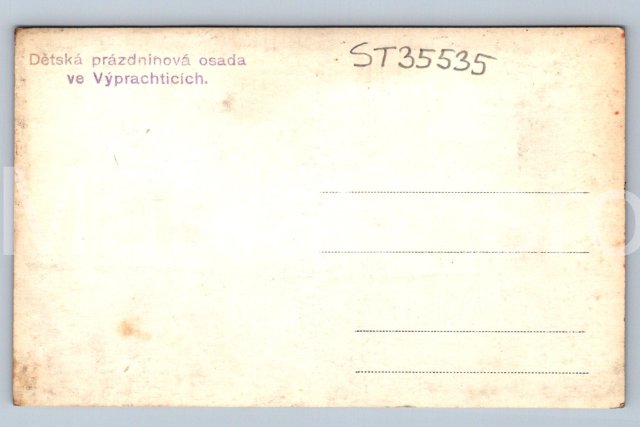 Dětská prázdninová osada
ve Výprachticích.
ST35535